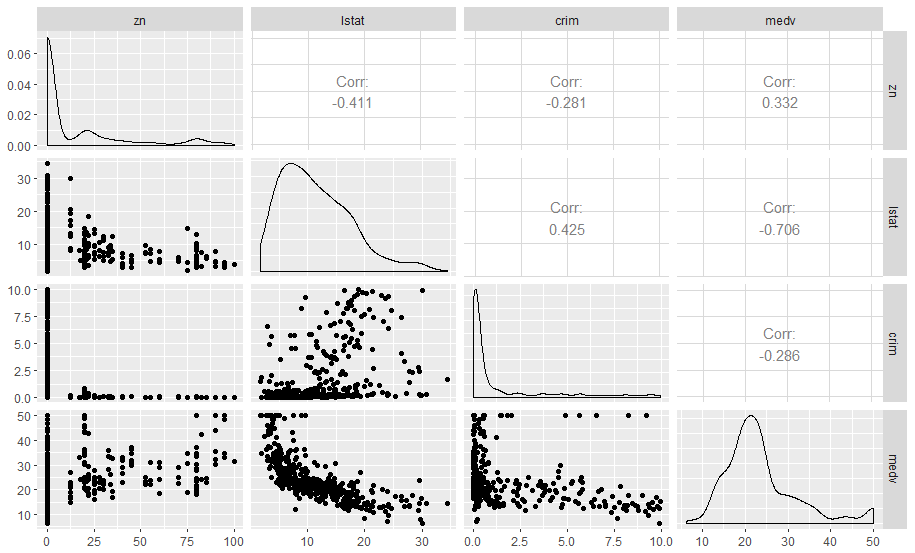 zn lstat crim medv
0.06
0.04
0.02
0.00
Corr:
-0.411
Corr:
-0.281
Corr:
0.332
zn
30
20
10
Corr:
0.425
Corr:
-0.706
lstat
10.0
7.5
5.0
2.5
0.0
Corr:
-0.286
crim
50
40
30
20
10
medv
0 25 50 75 100
10 20 30
0.0 2.5 5.0 7.5 10.0
10 20 30 40 50